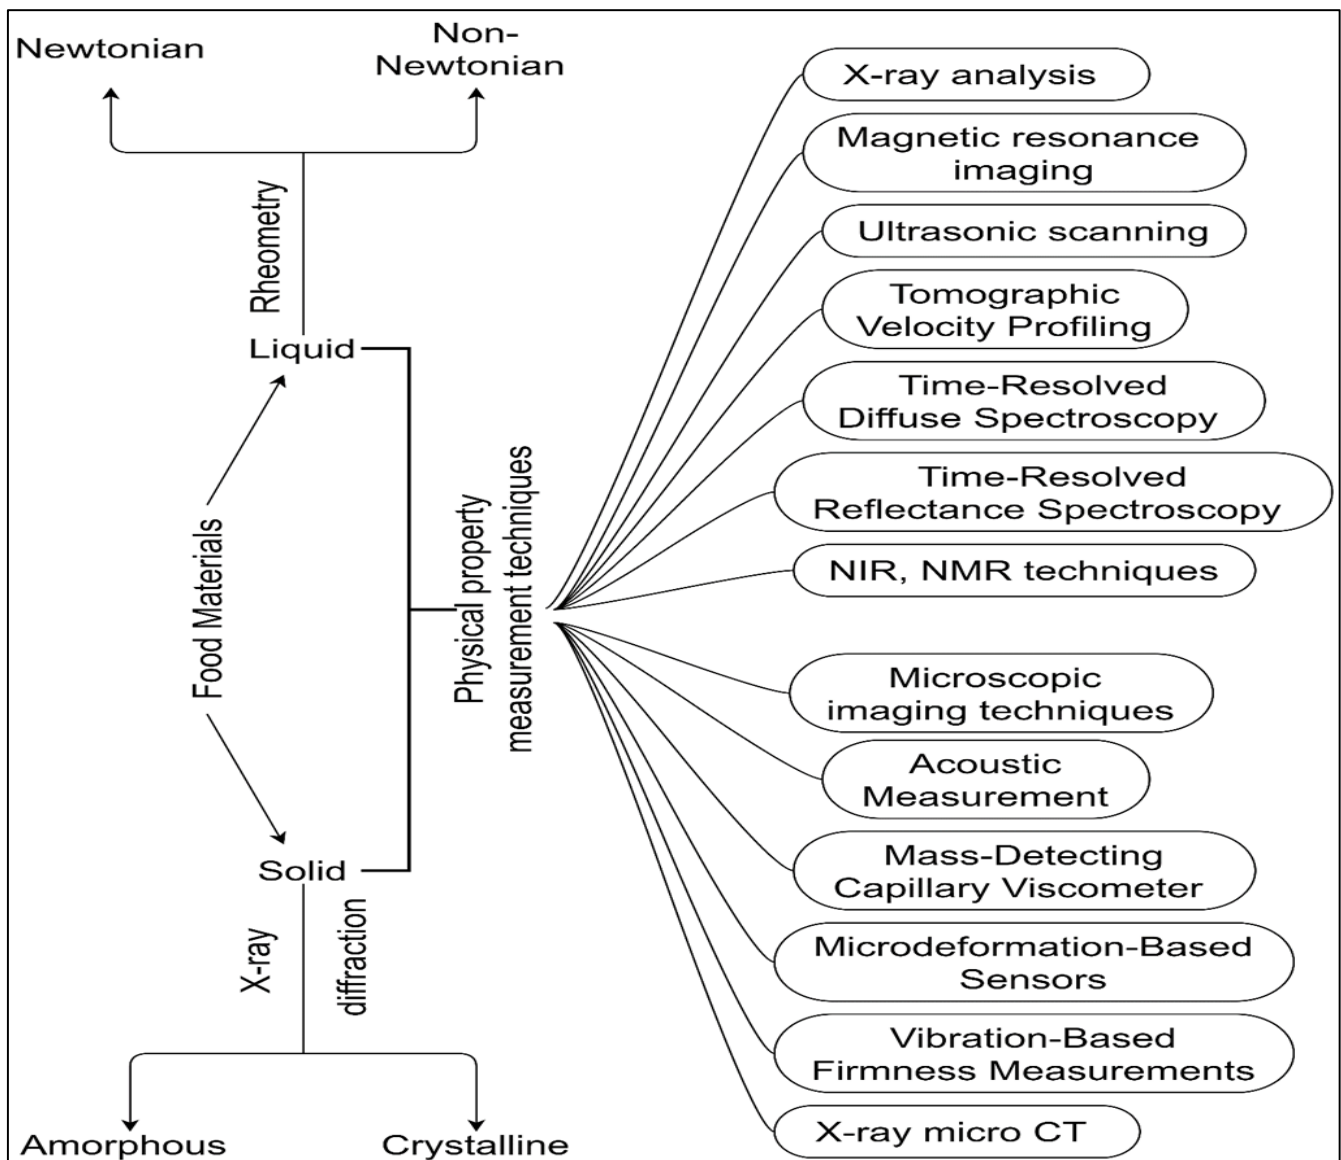 Newtonian
Non-
Newtonian
Rheometry
Liquid
Food Materials
Solid
X-ray
diffraction
Amorphous
Crystalline
Physical property
measurement techniques
X-ray analysis
Magnetic resonance
imaging
Ultrasonic scanning
Tomographic
Velocity Profiling
Time-Resolved
Diffuse Spectroscopy
Time-Resolved
Reflectance Spectroscopy
NIR, NMR techniques
Microscopic
imaging techniques
Acoustic
Measurement
Mass-Detecting
Capillary Viscometer
Microdeformation-Based
Sensors
Vibration-Based
Firmness Measurements
X-ray micro CT